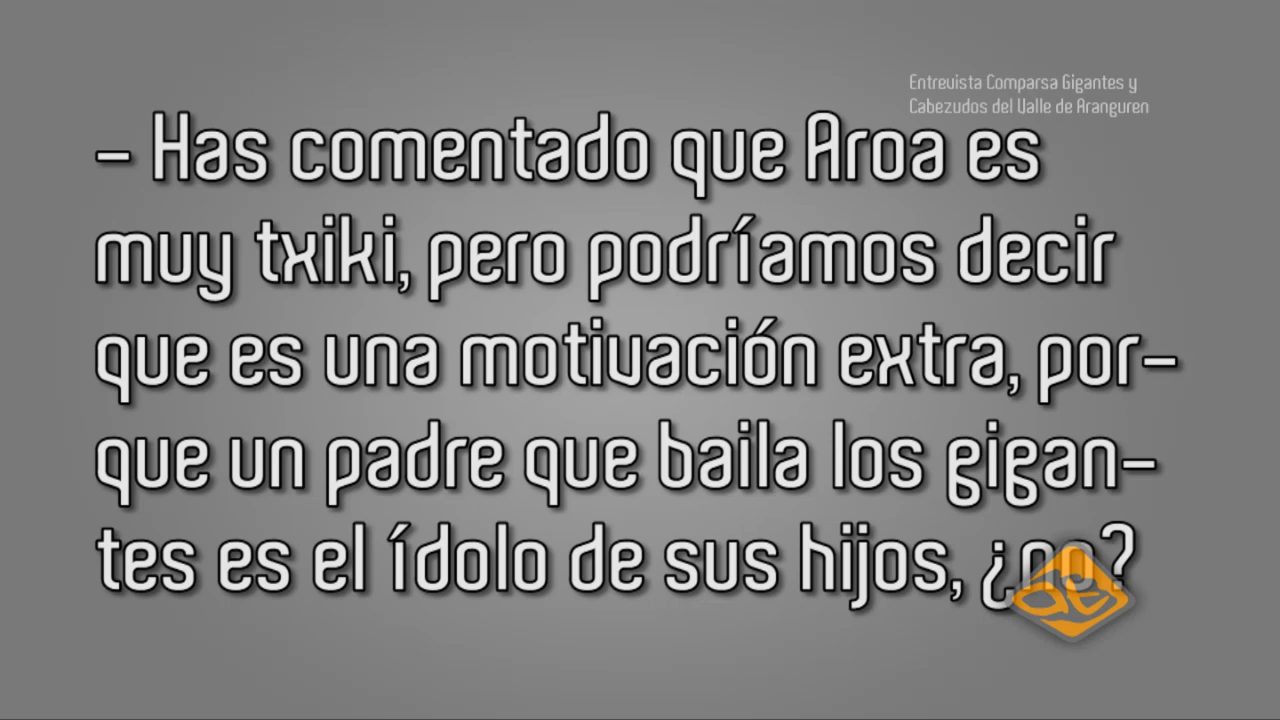 Entrevista Comparsa Gigantes y
Cabezudos del Valle de Aranguren
- Has comentado que Aroa es
muy txiki, pero podríamos decir
que es una motivación extra, por-
que un padre que baila los gigan-
tes es el ídolo de sus hijos, ¿no?